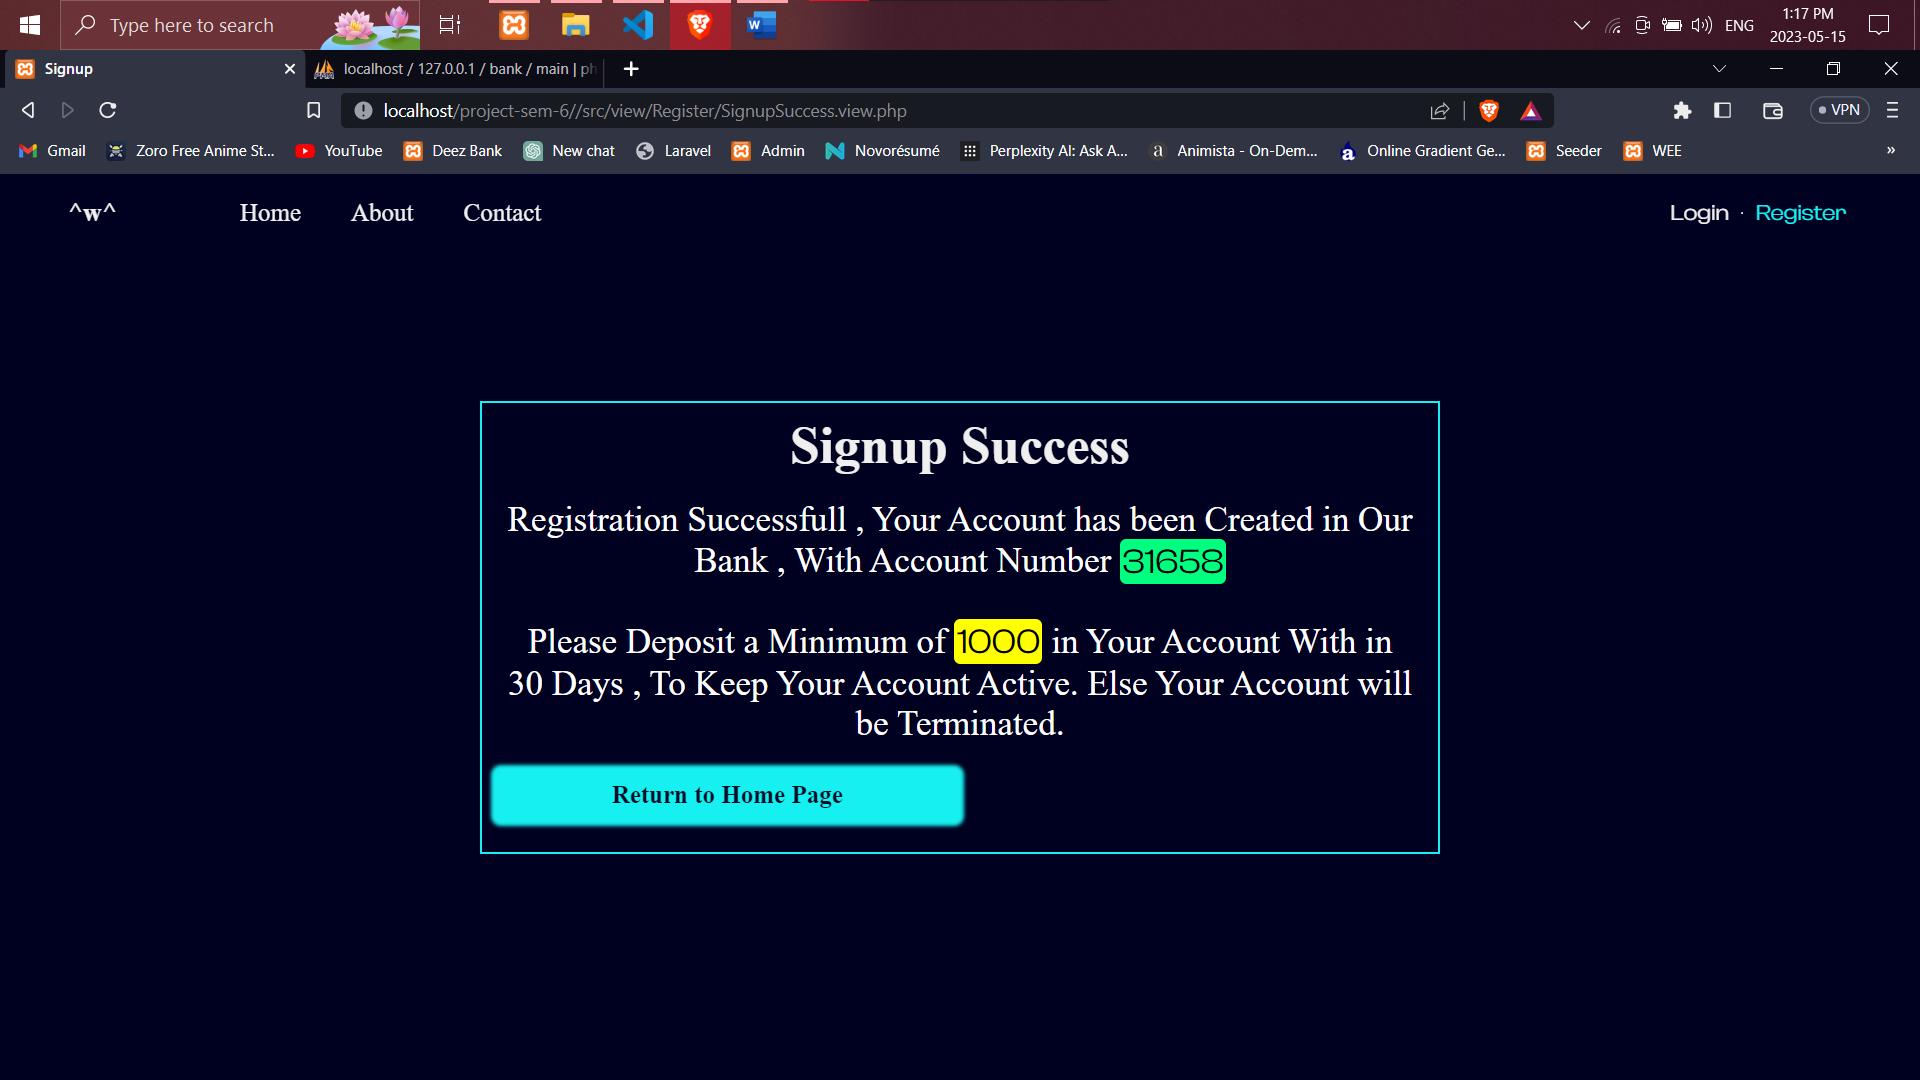 Type here to search
ENG
1:17 PM
2023-05-15
Signup
localhost / 127.0.0.1 / bank / main | ph
localhost/project-sem-6//src/view/Register/SignupSuccess.view.php
VPN
Gmail
Zoro Free Anime St...
YouTube
Deez Bank
New chat
Laravel
Admin
Novorésumé
Perplexity AI: Ask A...
Animista - On-Dem...
Online Gradient Ge...
Seeder
WEE
»
^w^
Home
About
Contact
Login · Register
Signup Success
Registration Successfull , Your Account has been Created in Our
Bank , With Account Number 31658
Please Deposit a Minimum of 1000 in Your Account With in
30 Days , To Keep Your Account Active. Else Your Account will
be Terminated.
Return to Home Page